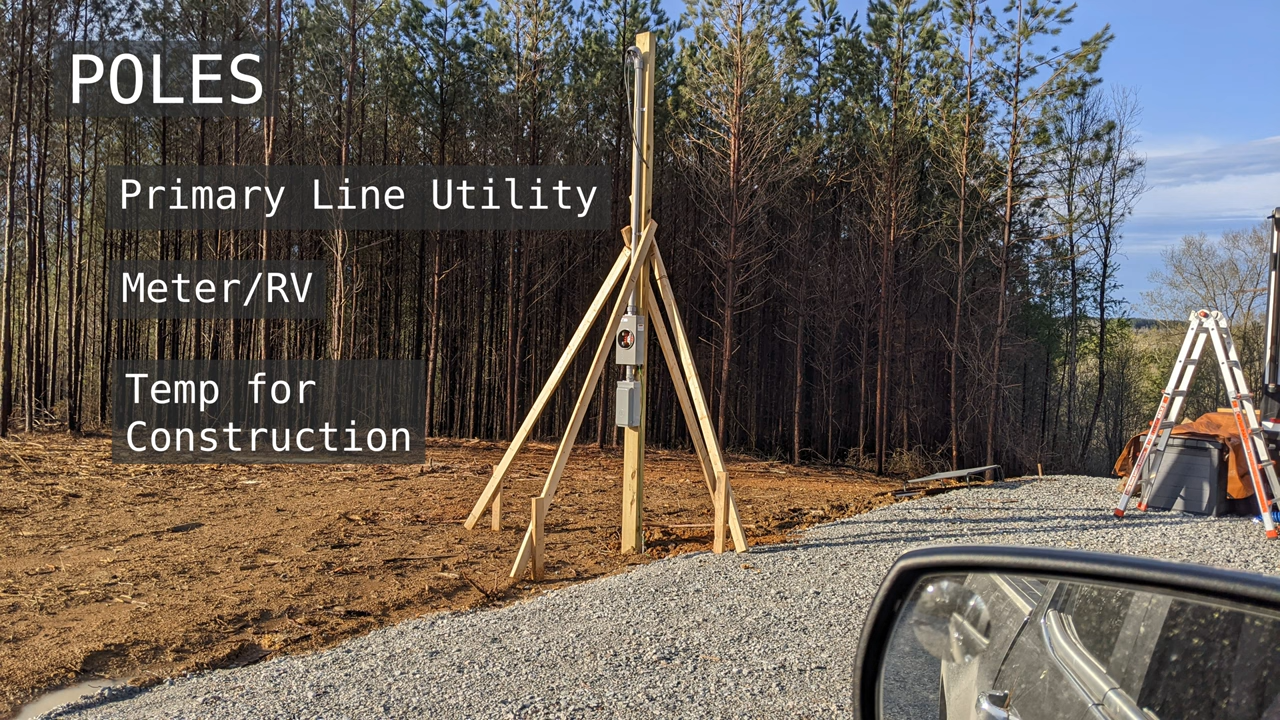 POLES
Primary Line Utility
Meter/RV
Temp for
Construction